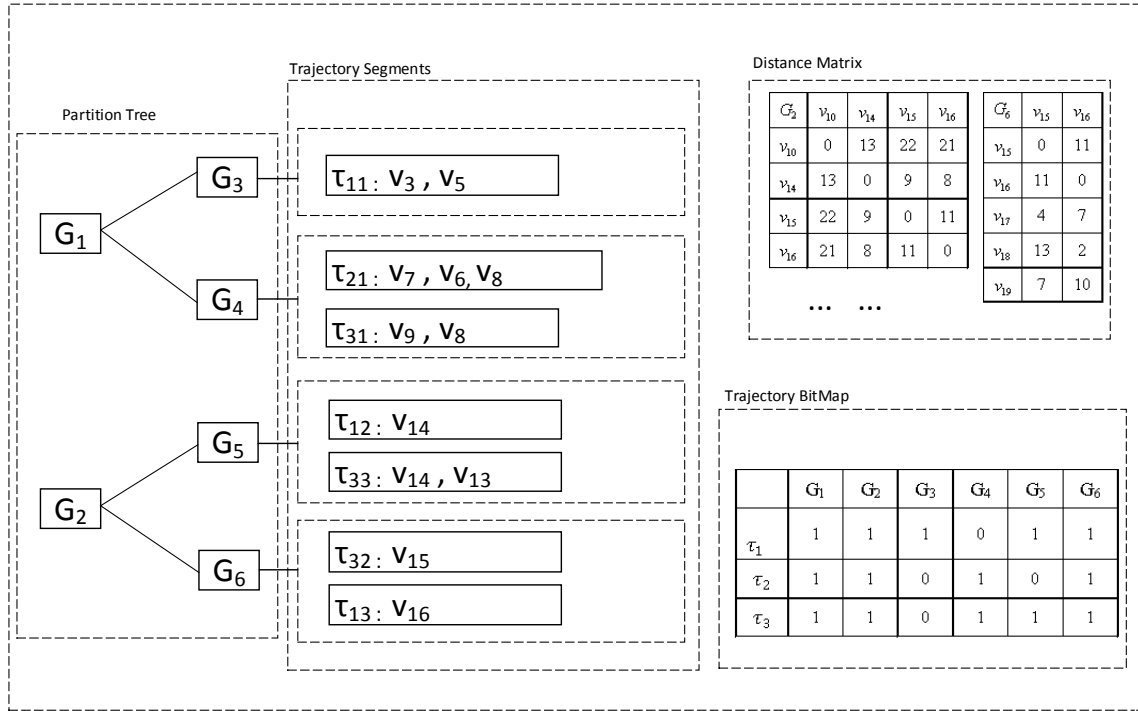 Partition Tree
G1
G3
G4
G2
G5
G6
Trajectory Segments
τ11 : v3 , v5
τ21 : v7 , v6, v8
τ31 : v9 , v8
τ12 : v14
τ33 : v14 , v13
τ32 : v15
τ13 : v16
Distance Matrix
G2 v10 v14 v15 v16
v10 0 13 22 21
v14 13 0 9 8
v15 22 9 0 11
v16 21 8 11 0
G6 v15 v16
v15 0 11
v16 11 0
v17 4 7
v18 13 2
v19 7 10
... ...
Trajectory BitMap
G1 G2 G3 G4 G5 G6
τ1 1 1 1 0 1 1
τ2 1 1 0 1 0 1
τ3 1 1 0 1 1 1